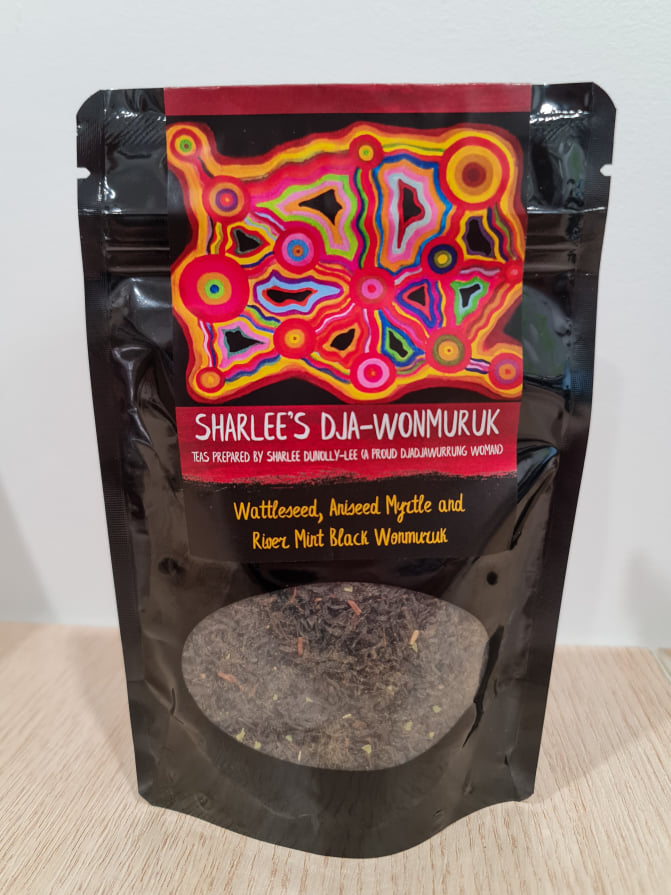 SHARLEE'S DJA-WONMURUK
TEAS PREPARED BY SHARLEE DUNOLLY-LEE (A PROUD DJADJAWURRUNG WOMAN)
Wattleseed, Aniseed Myrtle and
River Mint Black Wonmuruk